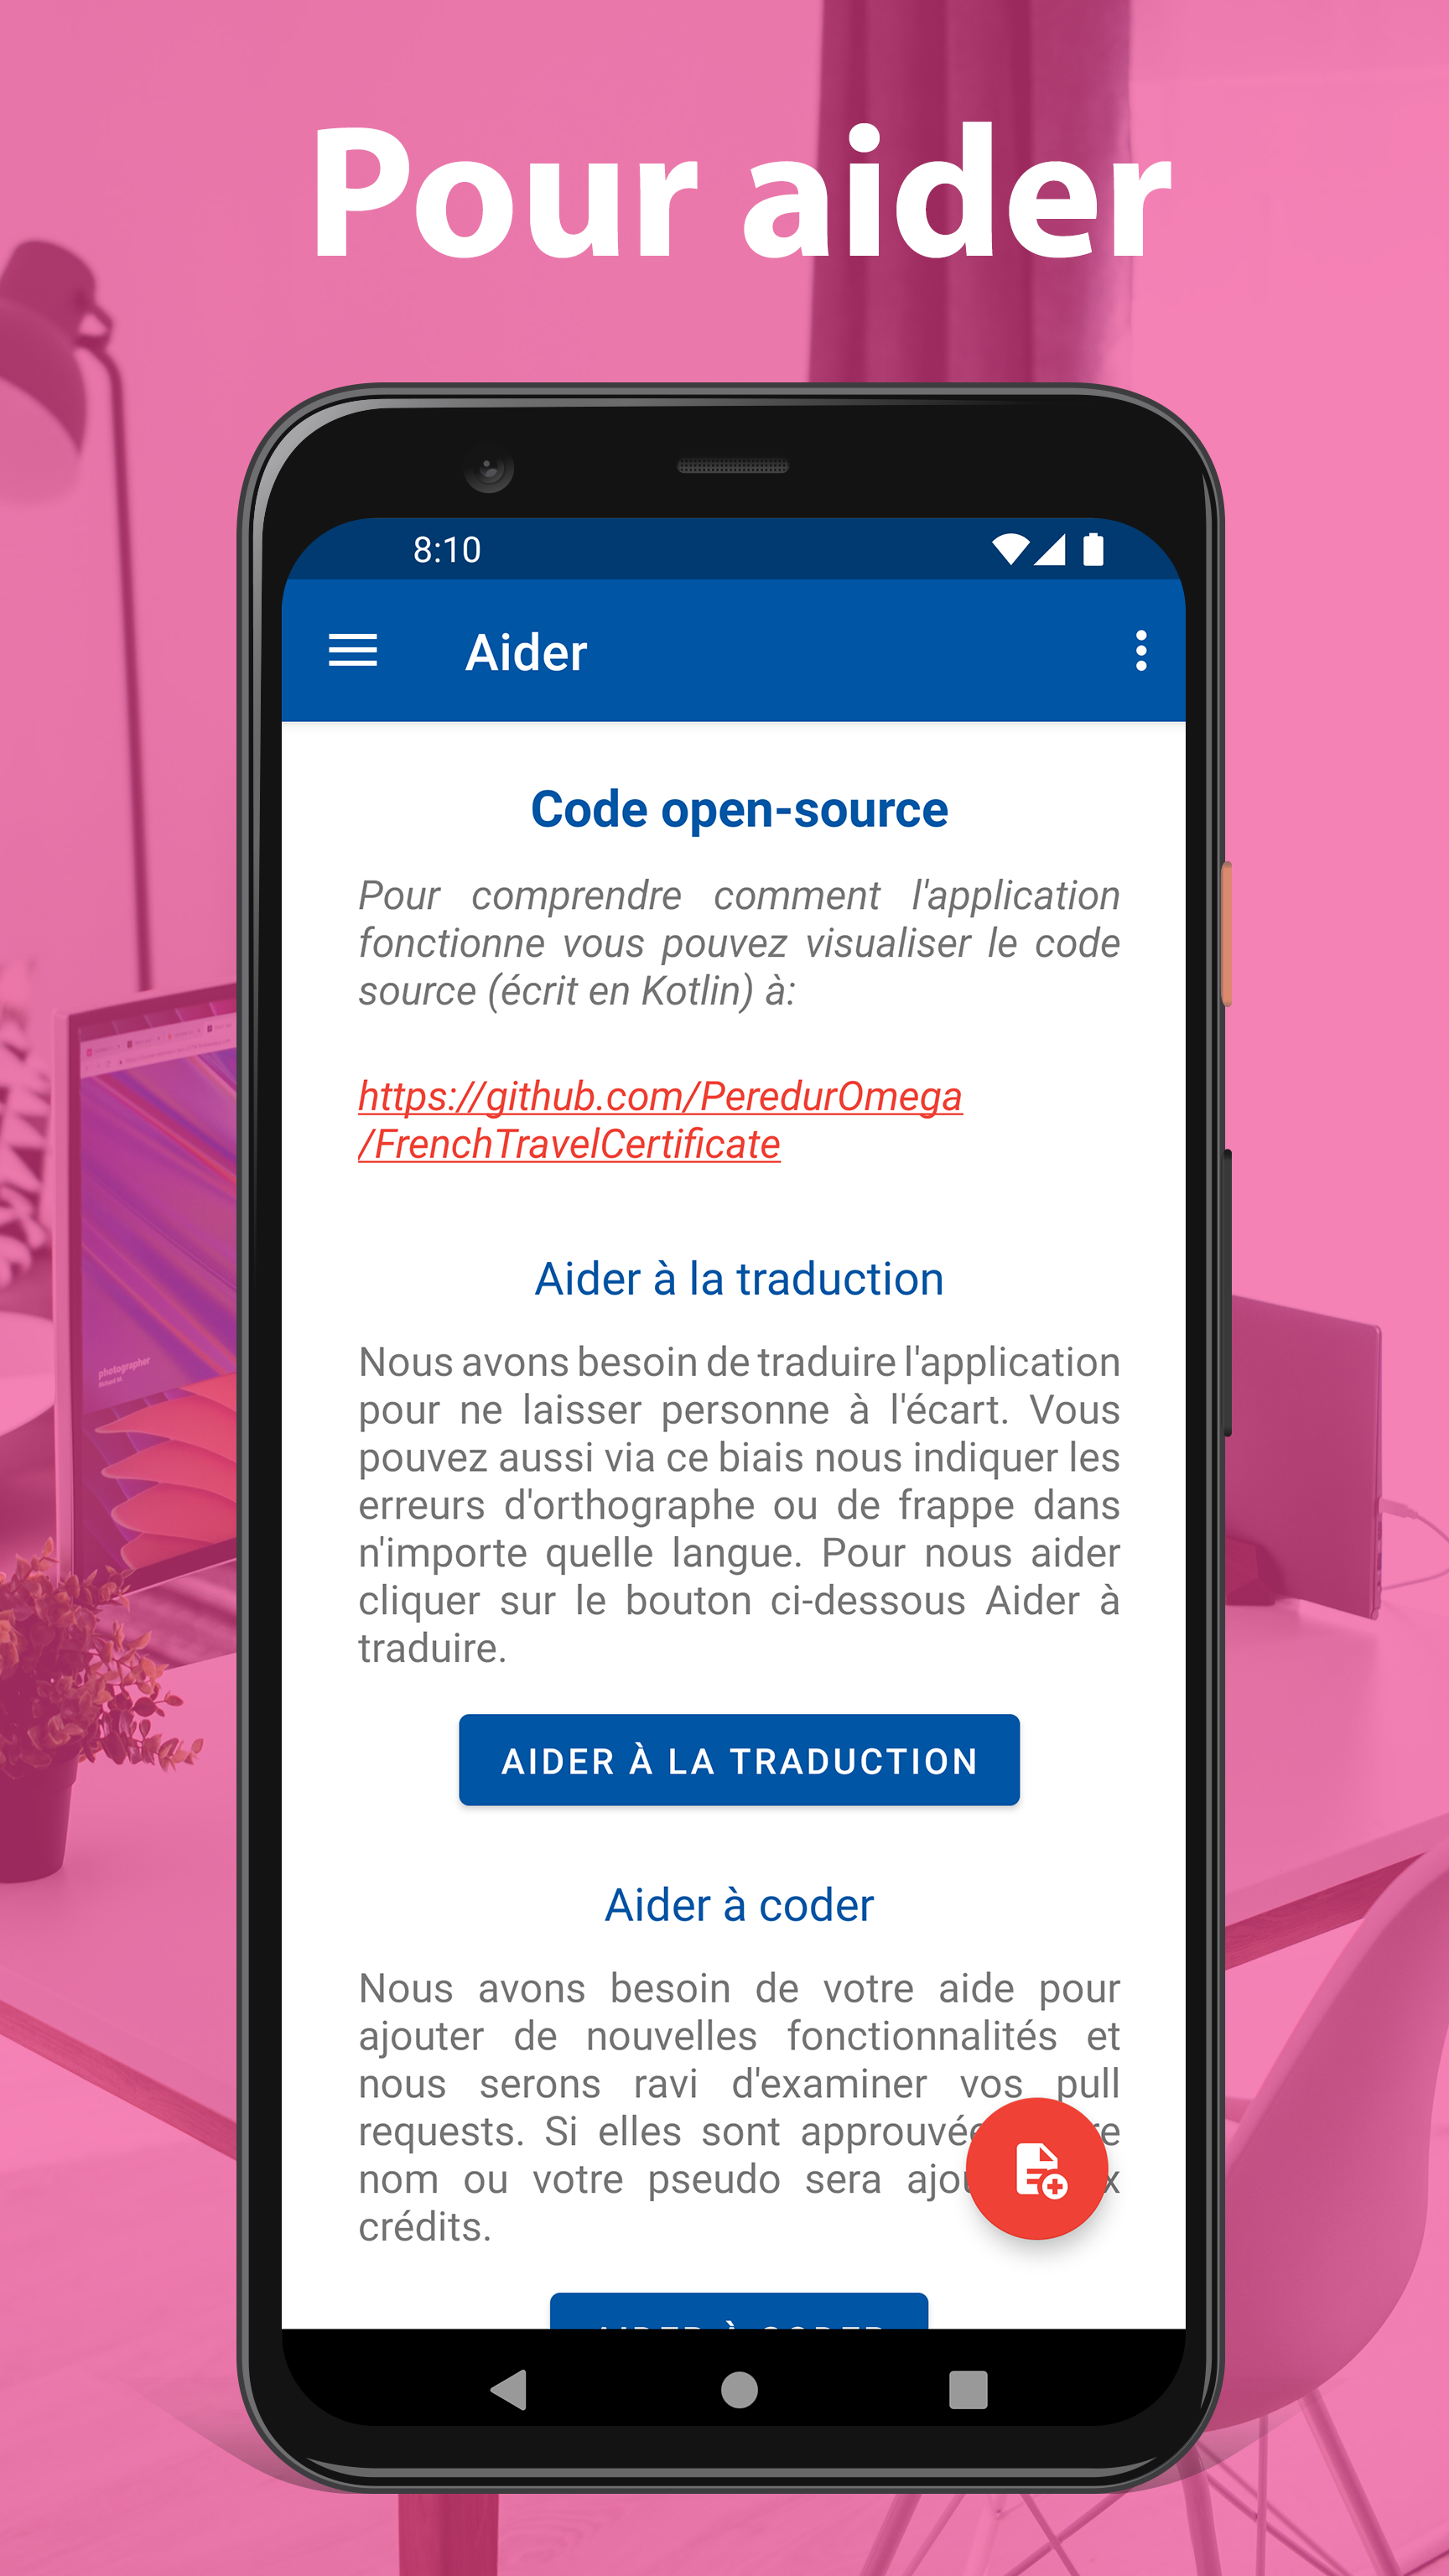 Pour aider
8:10
Aider
Code open-source
Pour comprendre comment l'application
fonctionne vous pouvez visualiser le code
source (écrit en Kotlin) à:
https://github.com/PeredurOmega
/FrenchTravelCertificate
Aider à la traduction
Nous avons besoin de traduire l'application
pour ne laisser personne à l'écart. Vous
pouvez aussi via ce biais nous indiquer les
erreurs d'orthographe ou de frappe dans
n'importe quelle langue. Pour nous aider
cliquer sur le bouton ci-dessous Aider à
traduire.
photographer
AIDER À LA TRADUCTION
Aider à coder
Nous avons besoin de votre aide pour
ajouter de nouvelles fonctionnalités et
nous serons ravi d'examiner vos pull
requests. Si elles sont
nom ou votre pseudo sera
crédits.
AIDER À CODER